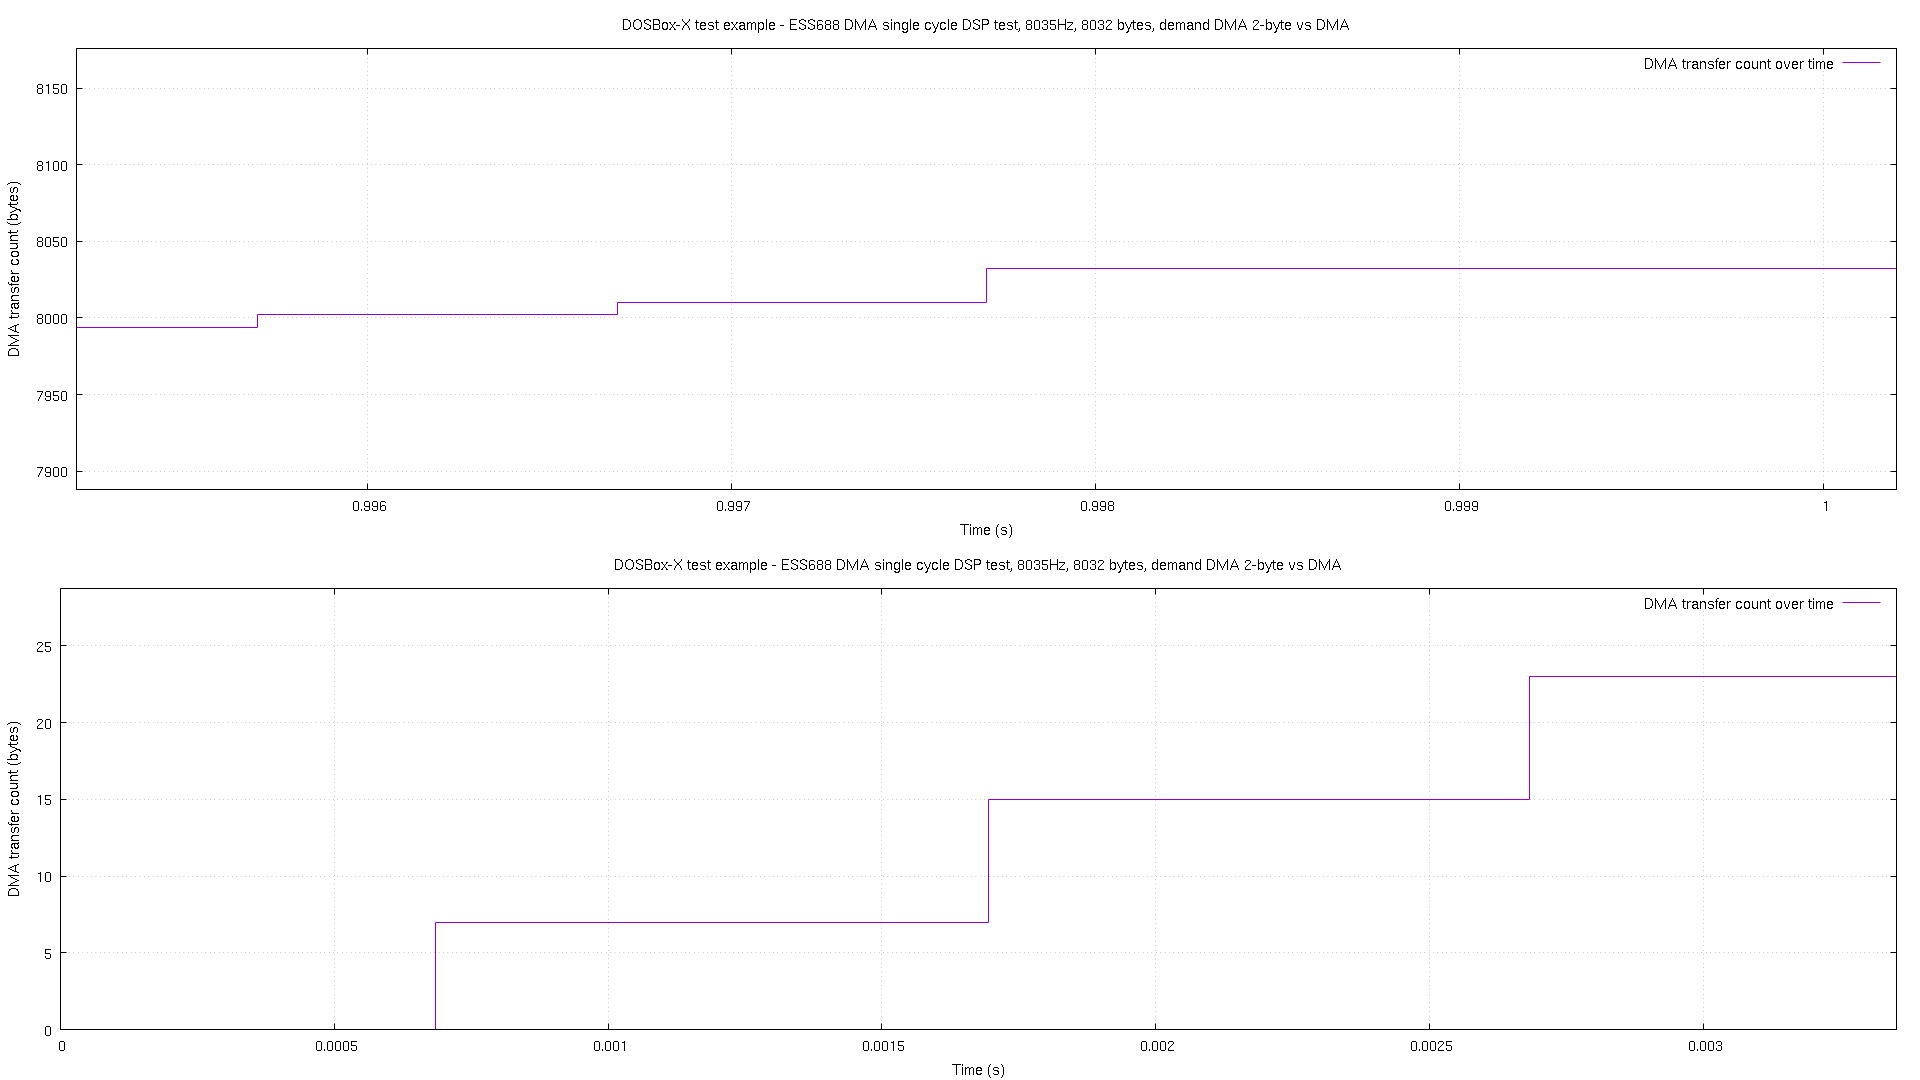 DOSBox-X test example - ESS688 DMA single cycle DSP test, 8035Hz, 8032 bytes, demand DMA 2-byte vs DMA
DMA transfer count over time
8150
8100
8050
8000
7950
7900
DMA transfer count (bytes)
0.996 0.997 0.998 0.999 1
Time (s)
DOSBox-X test example - ESS688 DMA single cycle DSP test, 8035Hz, 8032 bytes, demand DMA 2-byte vs DMA
DMA transfer count over time
25
20
15
10
5
0
DMA transfer count (bytes)
0 0.0005 0.001 0.0015 0.002 0.0025 0.003
Time (s)